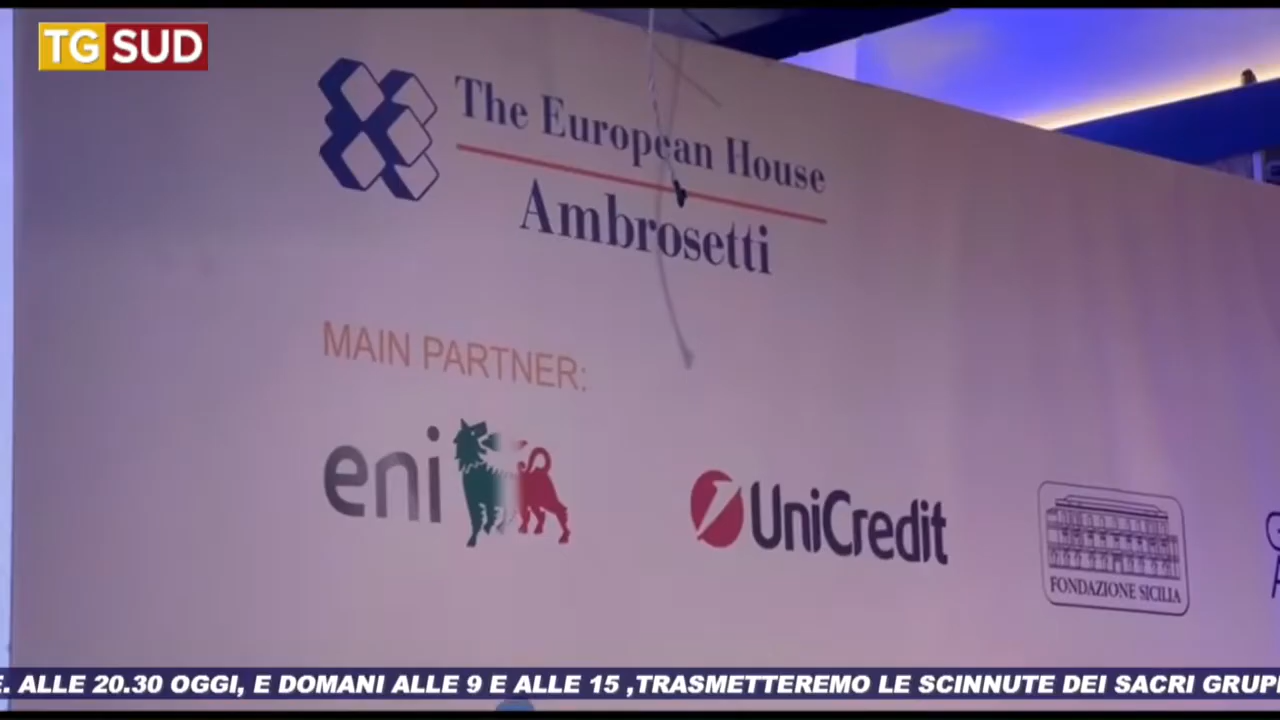 TG SUD
The European House
Ambrosetti
MAIN PARTNER:
eni
UniCredit
FONDAZIONE SICILIA
. ALLE 20.30 OGGI, E DOMANI ALLE 9 E ALLE 15 ,TRASMETTEREMO LE SCINNUTE DEI SACRI